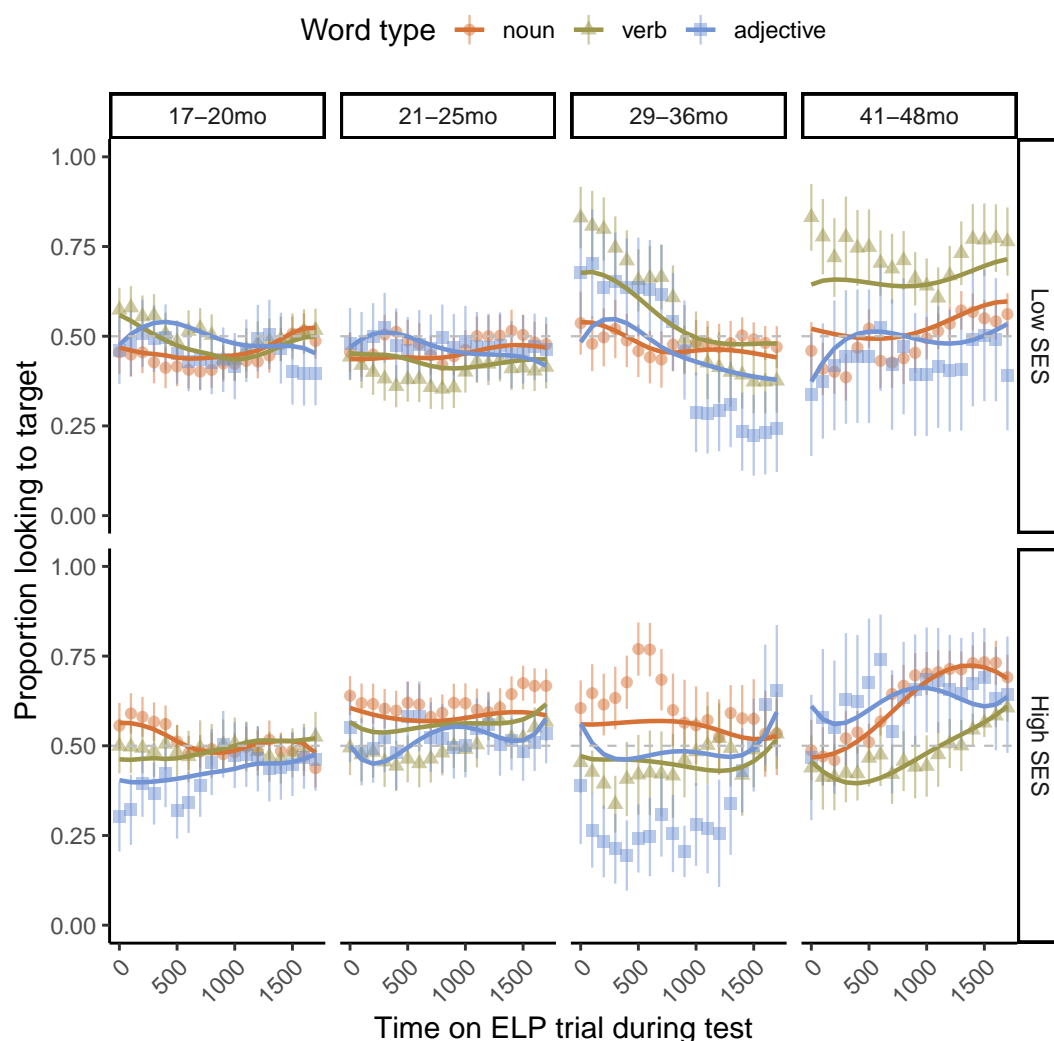 Word type noun verb adjective
17–20mo 21–25mo 29–36mo 41–48mo
1.00
0.75
0.50
0.25
0.00
Low SES
1.00
0.75
0.50
0.25
0.00
High SES
Proportion looking to target
0 500 1000 1500 0 500 1000 1500 0 500 1000 1500 0 500 1000 1500
Time on ELP trial during test